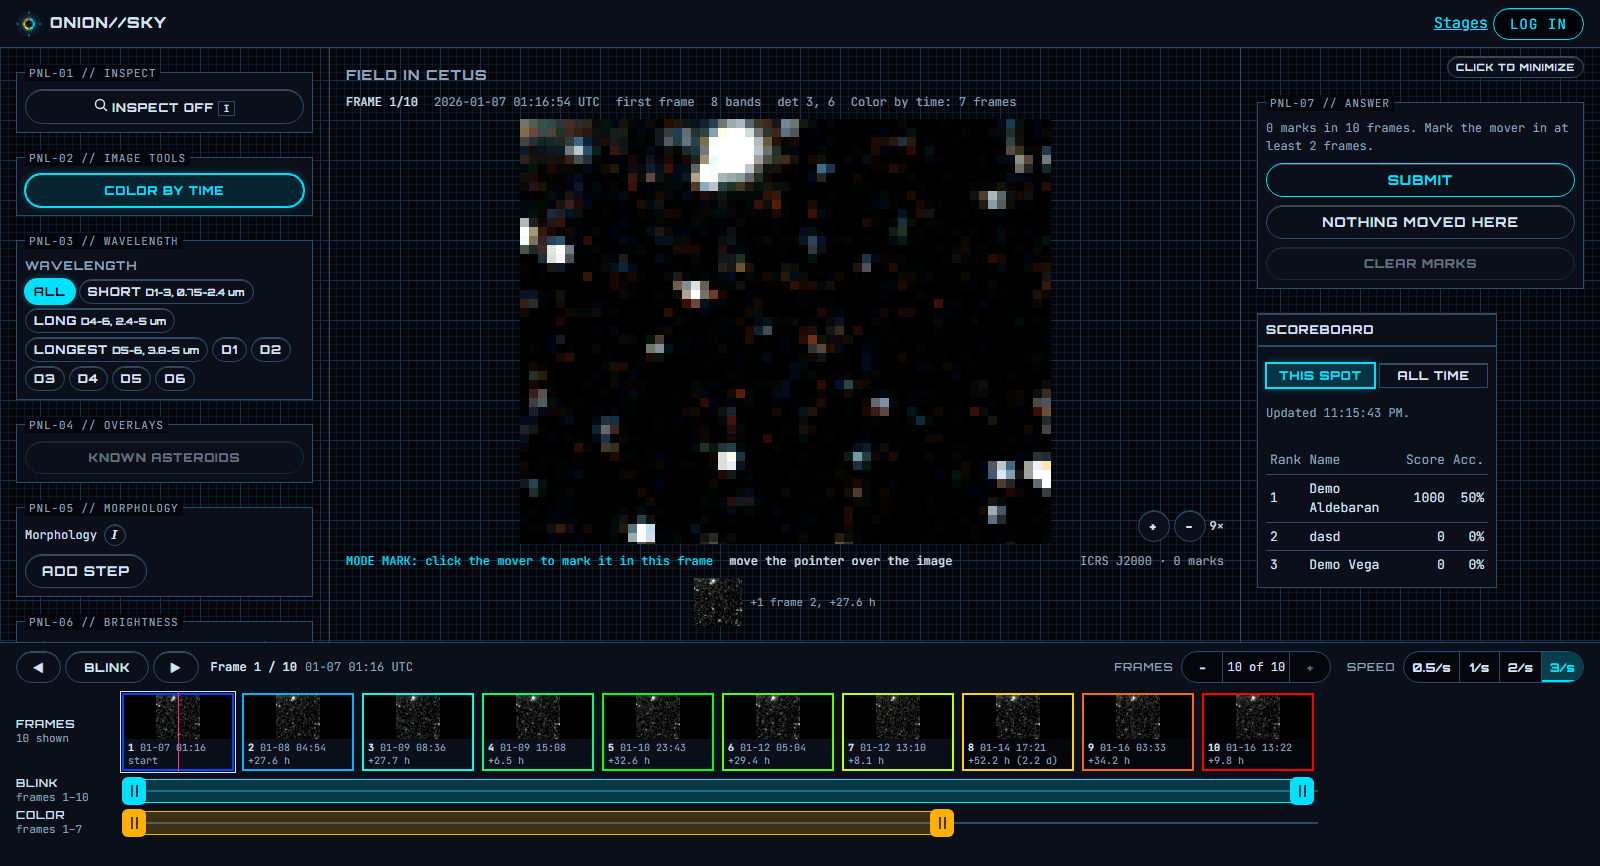 ONION//SKY
Stages
LOG IN
PNL-01 // INSPECT
INSPECT OFF I
PNL-02 // IMAGE TOOLS
COLOR BY TIME
PNL-03 // WAVELENGTH
WAVELENGTH
ALL
SHORT D1-3, 0.75-2.4 um
LONG D4-6, 2.4-5 um
LONGEST D5-6, 3.8-5 um
D1
D2
D3
D4
D5
D6
PNL-04 // OVERLAYS
KNOWN ASTEROIDS
PNL-05 // MORPHOLOGY
Morphology I
ADD STEP
PNL-06 // BRIGHTNESS
FIELD IN CETUS
FRAME 1/10 2026-01-07 01:16:54 UTC first frame 8 bands det 3, 6 Color by time: 7 frames
+
-
9×
MODE MARK: click the mover to mark it in this frame move the pointer over the image
ICRS J2000 · 0 marks
+1 frame 2, +27.6 h
CLICK TO MINIMIZE
PNL-07 // ANSWER
0 marks in 10 frames. Mark the mover in at
least 2 frames.
SUBMIT
NOTHING MOVED HERE
CLEAR MARKS
SCOREBOARD
THIS SPOT
ALL TIME
Updated 11:15:43 PM.
Rank Name Score Acc.
1 Demo Aldebaran 1000 50%
2 dasd 0 0%
3 Demo Vega 0 0%
BLINK
Frame 1 / 10 01-07 01:16 UTC
FRAMES
-
10 of 10
+
SPEED
0.5/s
1/s
2/s
3/s
FRAMES
10 shown
1 01-07 01:16
start
2 01-08 04:54
+27.6 h
3 01-09 08:36
+27.7 h
4 01-09 15:08
+6.5 h
5 01-10 23:43
+32.6 h
6 01-12 05:04
+29.4 h
7 01-12 13:10
+8.1 h
8 01-14 17:21
+52.2 h (2.2 d)
9 01-16 03:33
+34.2 h
10 01-16 13:22
+9.8 h
BLINK
frames 1-10
COLOR
frames 1-7